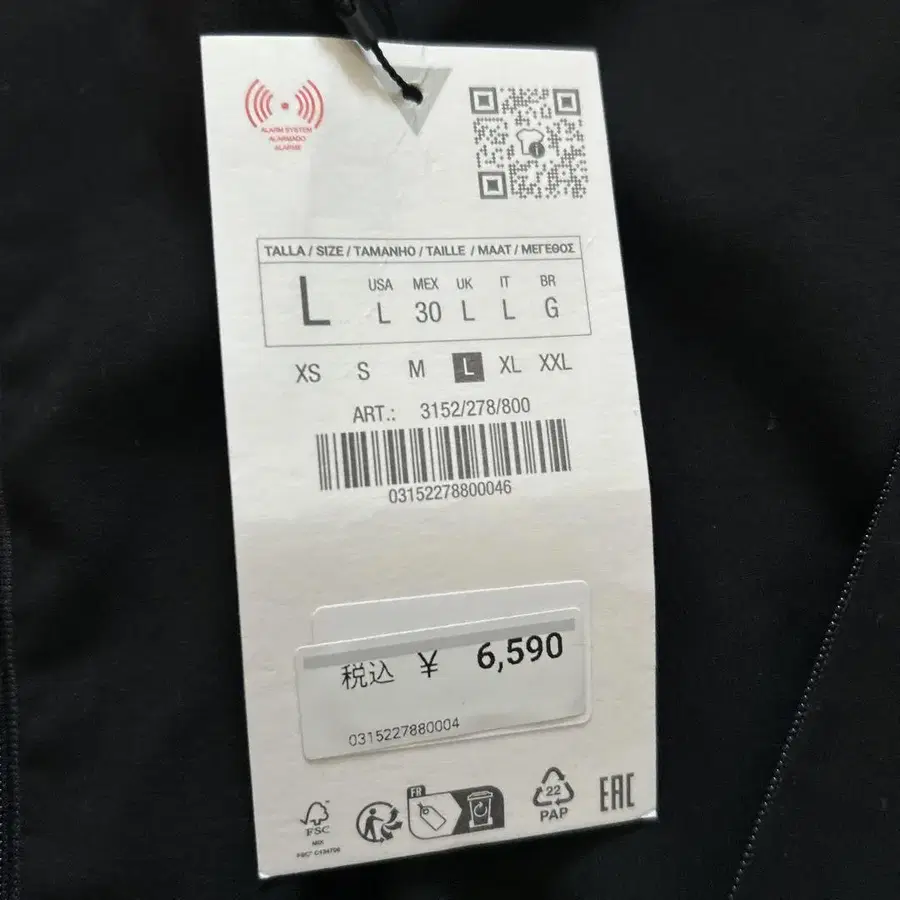 ALARM SYSTEM
ALARMADO
ALARME
TALLA / SIZE / TAMANHO / TAILLE / MAAT / ΜΕΓΕΘΟΣ
L
USA MEX UK IT BR
L 30 L L G
XS S M L XL XXL
ART.: 3152/278/800
03152278800046
税込 ¥ 6,590
0315227880004
FR
FSC
MIX
22
PAP
EAC